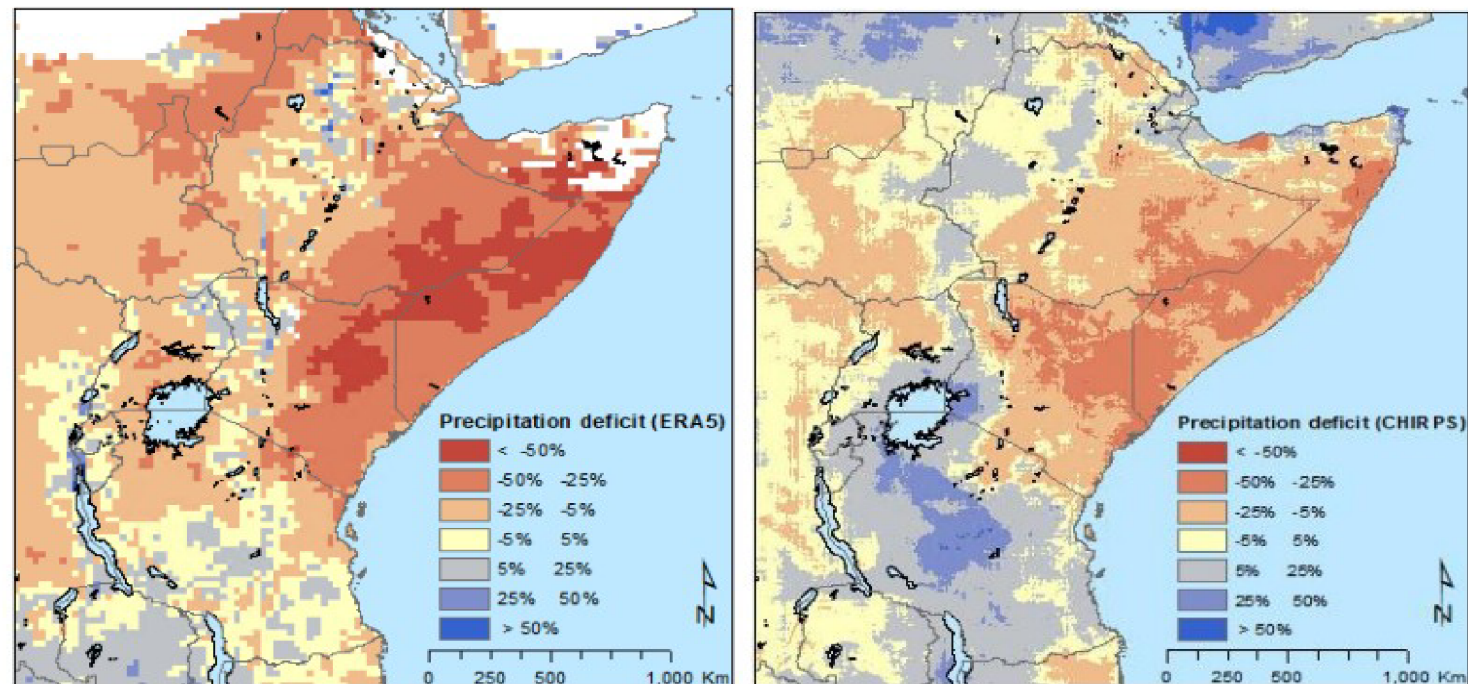 Precipitation deficit (ERA5)
< -50%
-50% -25%
-25% -5%
-5% 5%
5% 25%
25% 50%
> 50%
N
0 250 500 1,000 Km
Precipitation deficit (CHIRPS)
< -50%
-50% -25%
-25% -5%
-5% 5%
5% 25%
25% 50%
> 50%
N
0 250 500 1,000 Km